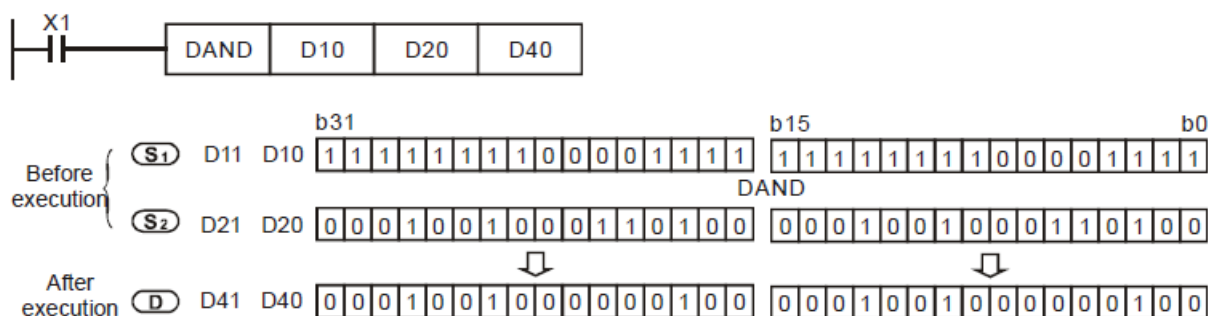 X1
DAND D10 D20 D40
b31 b15 b0
Before execution
S1 D11 D10 1 1 1 1 1 1 1 1 0 0 0 0 1 1 1 1 1 1 1 1 1 1 1 1 0 0 0 0 1 1 1 1
DAND
S2 D21 D20 0 0 0 1 0 0 1 0 0 0 1 1 0 1 0 0 0 0 0 1 0 0 1 0 0 0 1 1 0 1 0 0
After
execution D D41 D40 0 0 0 1 0 0 1 0 0 0 0 0 0 1 0 0 0 0 0 1 0 0 1 0 0 0 0 0 0 1 0 0